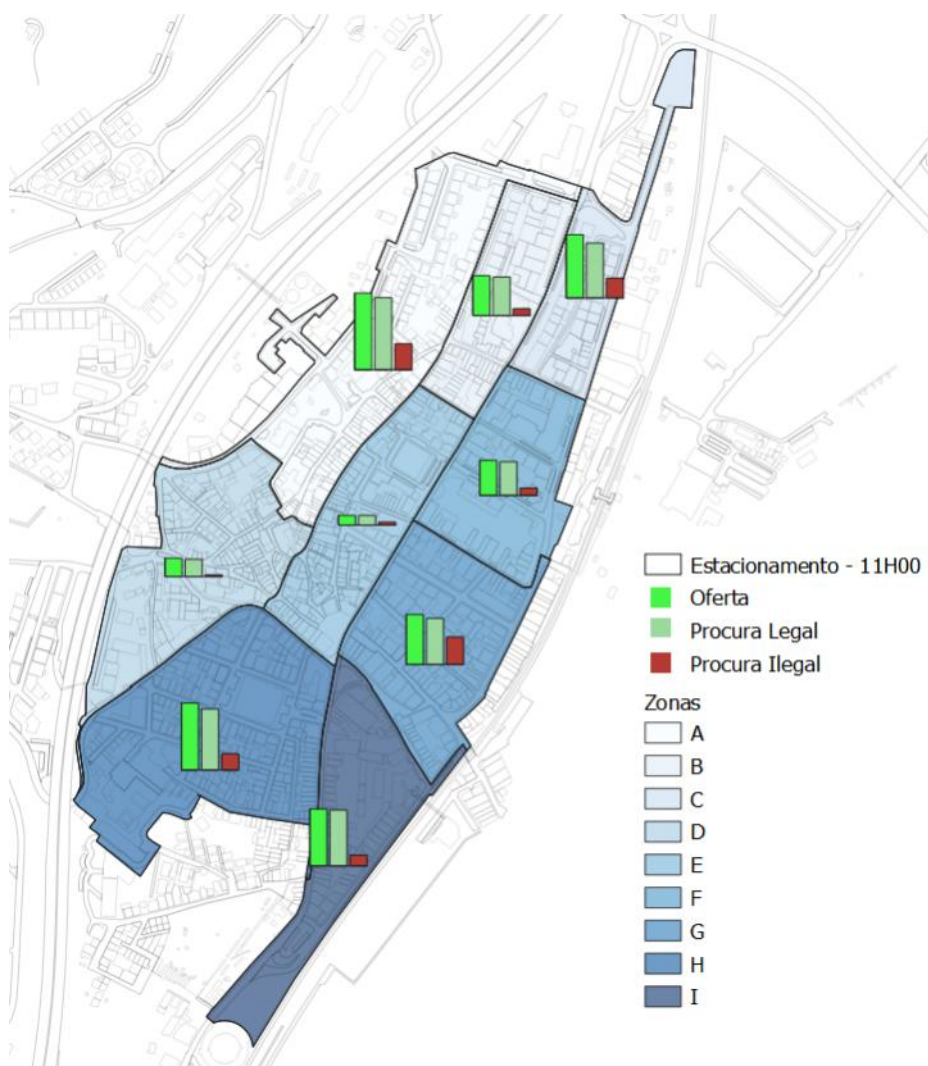 Estacionamento - 11H00
Oferta
Procura Legal
Procura Ilegal
Zonas
A
B
C
D
E
F
G
H
I